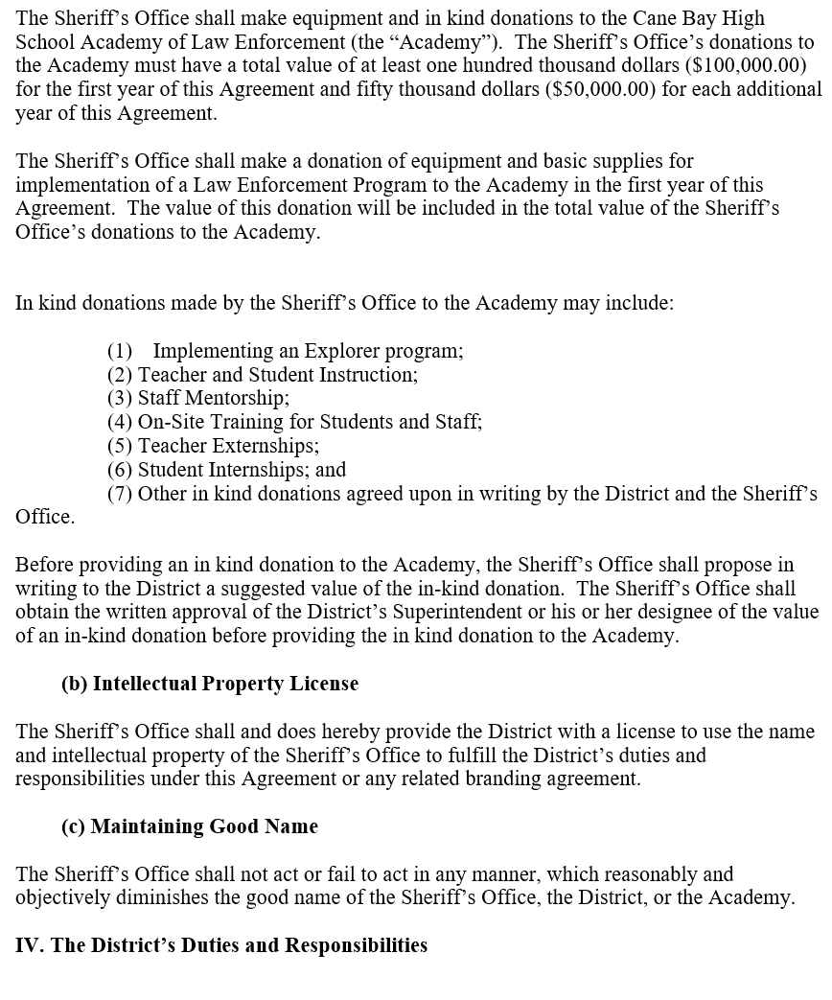 The Sheriff’s Office shall make equipment and in kind donations to the Cane Bay High
School Academy of Law Enforcement (the “Academy”).  The Sheriff’s Office’s donations to
the Academy must have a total value of at least one hundred thousand dollars ($100,000.00)
for the first year of this Agreement and fifty thousand dollars ($50,000.00) for each additional
year of this Agreement.
The Sheriff’s Office shall make a donation of equipment and basic supplies for
implementation of a Law Enforcement Program to the Academy in the first year of this
Agreement.  The value of this donation will be included in the total value of the Sheriff’s
Office’s donations to the Academy.
In kind donations made by the Sheriff’s Office to the Academy may include:
(1)   Implementing an Explorer program;
(2) Teacher and Student Instruction;
(3) Staff Mentorship;
(4) On-Site Training for Students and Staff;
(5) Teacher Externships;
(6) Student Internships; and
(7) Other in kind donations agreed upon in writing by the District and the Sheriff’s
Office.
Before providing an in kind donation to the Academy, the Sheriff’s Office shall propose in
writing to the District a suggested value of the in-kind donation.  The Sheriff’s Office shall
obtain the written approval of the District’s Superintendent or his or her designee of the value
of an in-kind donation before providing the in kind donation to the Academy.
(b) Intellectual Property License
The Sheriff’s Office shall and does hereby provide the District with a license to use the name
and intellectual property of the Sheriff’s Office to fulfill the District’s duties and
responsibilities under this Agreement or any related branding agreement.
(c) Maintaining Good Name
The Sheriff’s Office shall not act or fail to act in any manner, which reasonably and
objectively diminishes the good name of the Sheriff’s Office, the District, or the Academy.
IV. The District’s Duties and Responsibilities